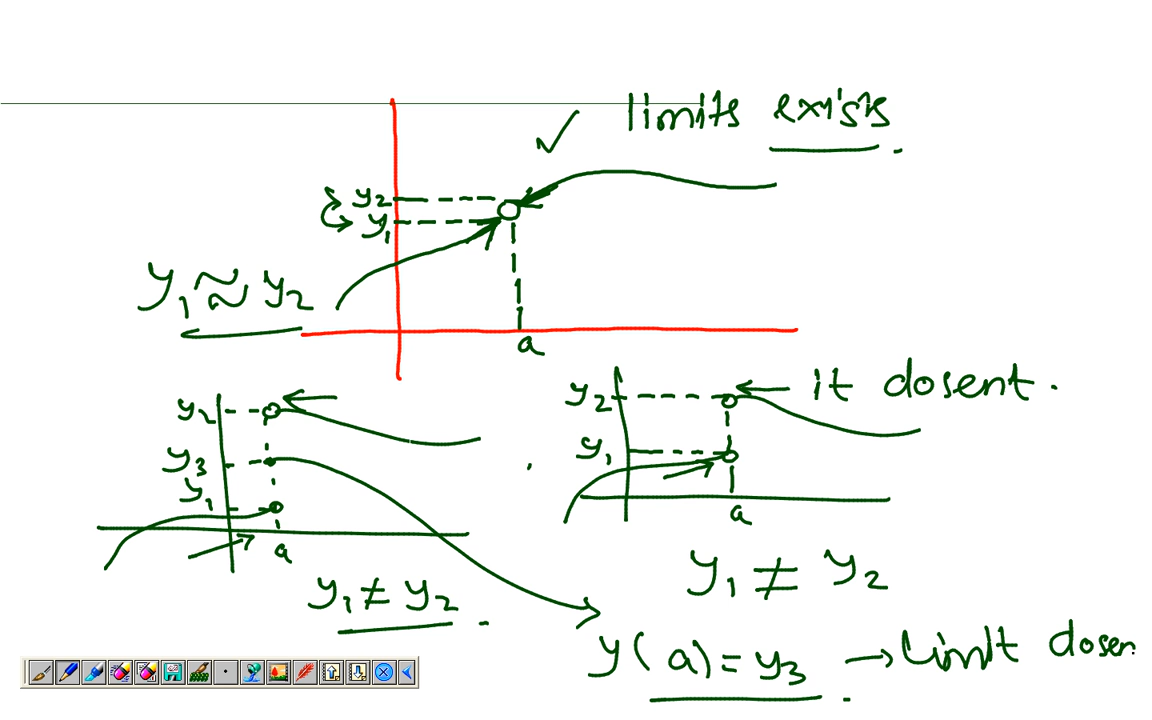 limits exists.
y2
y1
y1 ≈ y2
a
y2
it dosent.
y2
y3
y1
y1
a
a
y1 ≠ y2
y1 ≠ y2.
y(a) = y3 → Limit dosen